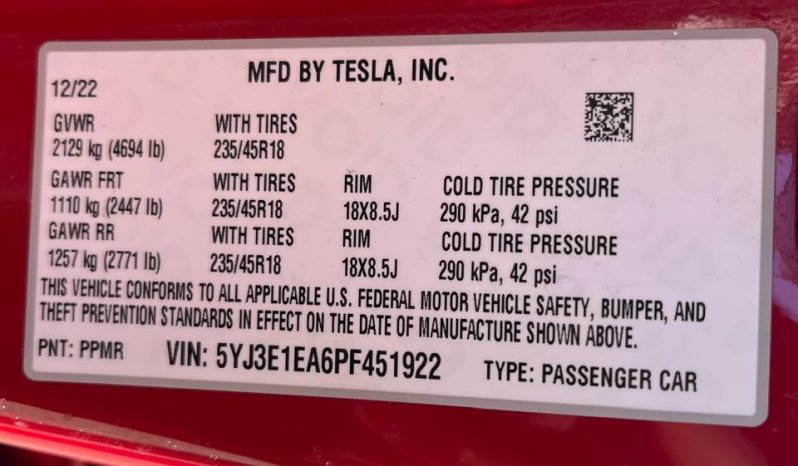 MFD BY TESLA, INC.
12/22
GVWR WITH TIRES
2129 kg (4694 lb) 235/45R18
GAWR FRT WITH TIRES RIM COLD TIRE PRESSURE
1110 kg (2447 lb) 235/45R18 18X8.5J 290 kPa, 42 psi
GAWR RR WITH TIRES RIM COLD TIRE PRESSURE
1257 kg (2771 lb) 235/45R18 18X8.5J 290 kPa, 42 psi
THIS VEHICLE CONFORMS TO ALL APPLICABLE U.S. FEDERAL MOTOR VEHICLE SAFETY, BUMPER, AND
THEFT PREVENTION STANDARDS IN EFFECT ON THE DATE OF MANUFACTURE SHOWN ABOVE.
PNT: PPMR VIN: 5YJ3E1EA6PF451922 TYPE: PASSENGER CAR